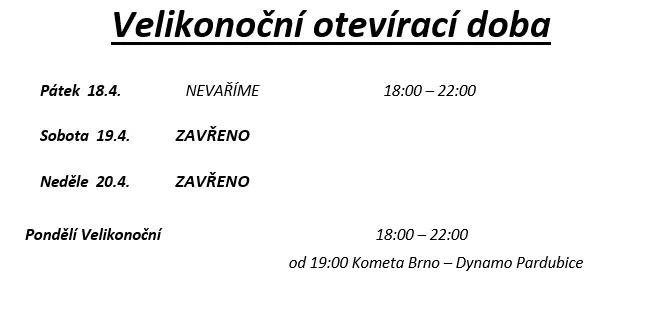 Velikonoční otevírací doba
Pátek 18.4. NEVAŘÍME 18:00 – 22:00
Sobota 19.4. ZAVŘENO
Neděle 20.4. ZAVŘENO
Pondělí Velikonoční 18:00 – 22:00
od 19:00 Kometa Brno – Dynamo Pardubice